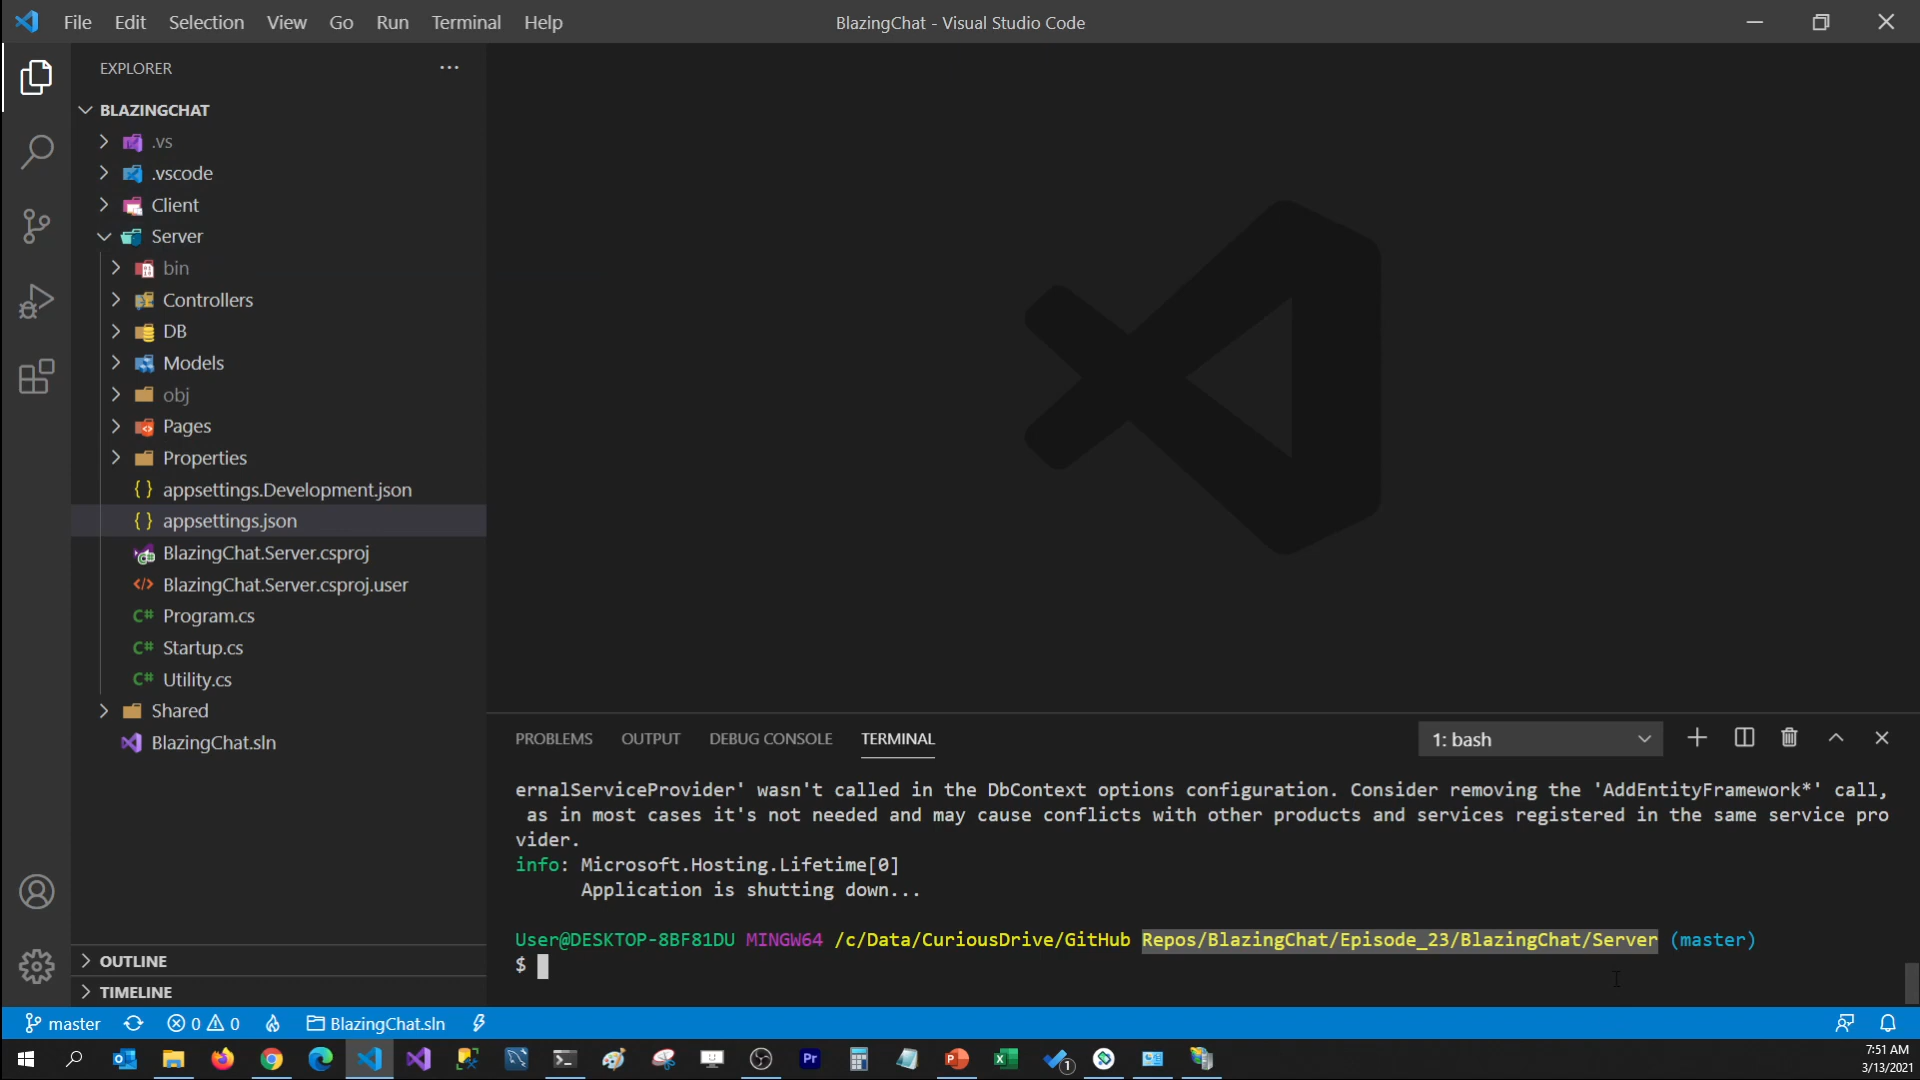 File Edit Selection View Go Run Terminal Help
BlazingChat - Visual Studio Code
EXPLORER
BLAZINGCHAT
.vs
.vscode
Client
Server
bin
Controllers
DB
Models
obj
Pages
Properties
{ } appsettings.Development.json
{ } appsettings.json
BlazingChat.Server.csproj
BlazingChat.Server.csproj.user
C# Program.cs
C# Startup.cs
C# Utility.cs
Shared
BlazingChat.sln
OUTLINE
TIMELINE
PROBLEMS OUTPUT DEBUG CONSOLE TERMINAL
1: bash
ernalServiceProvider' wasn't called in the DbContext options configuration. Consider removing the 'AddEntityFramework*' call,
as in most cases it's not needed and may cause conflicts with other products and services registered in the same service pro
vider.
info: Microsoft.Hosting.Lifetime[0]
Application is shutting down...
User@DESKTOP-8BF81DU MINGW64 /c/Data/CuriousDrive/GitHub Repos/BlazingChat/Episode_23/BlazingChat/Server (master)
$
master 0 0 BlazingChat.sln
Pr
1
7:51 AM
3/13/2021